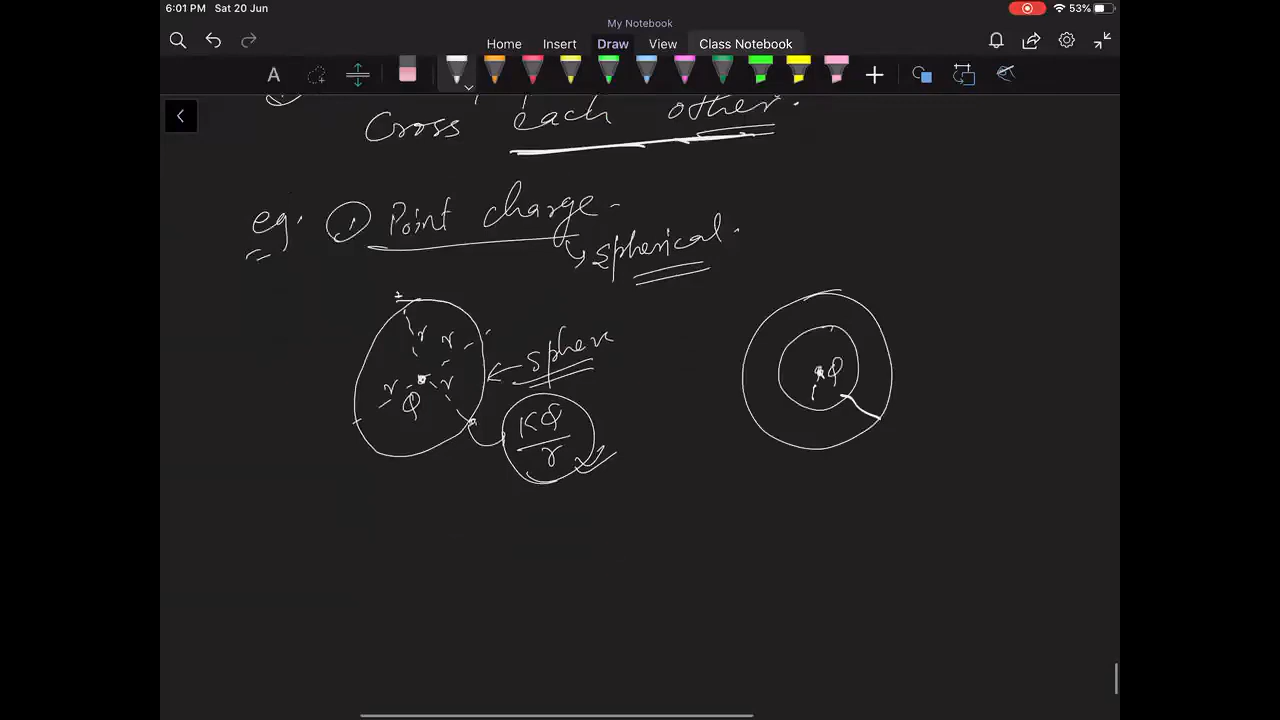 6:01 PM Sat 20 Jun
53%
My Notebook
Home Insert Draw View Class Notebook
A
Cross each other.
eg. ① Point charge.
↳ spherical.
r r
r r
Q
← sphere
KQ
r
Q